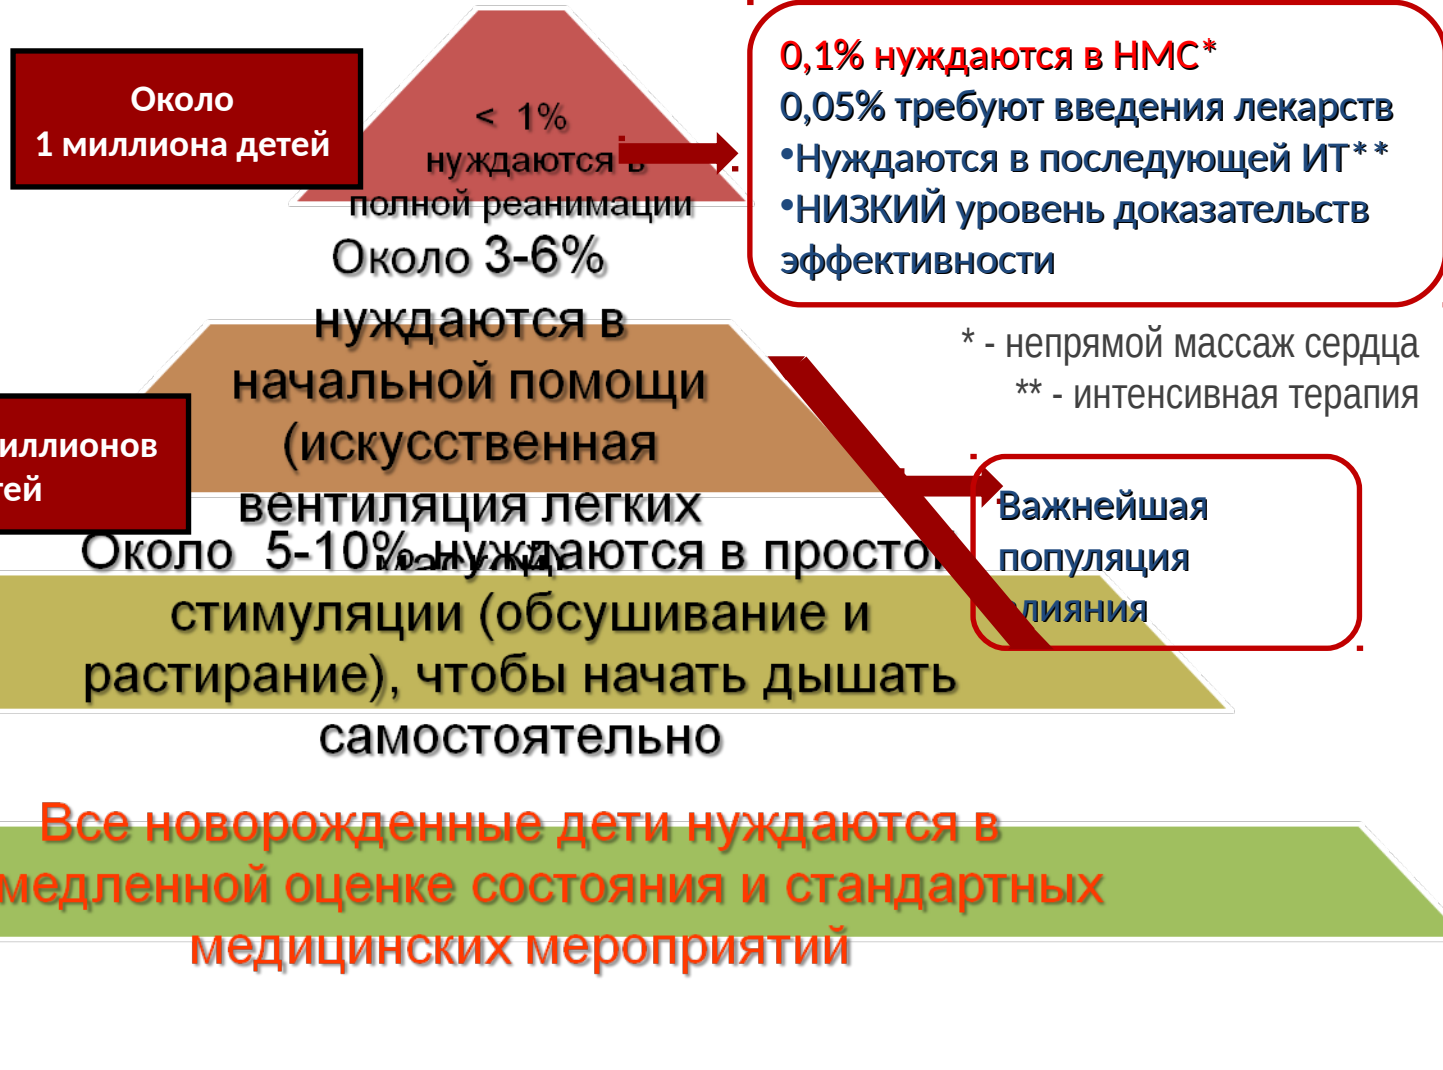 Около
1 миллиона детей
< 1%
нуждаются в
полной реанимации
0,1% нуждаются в НМС*
0,05% требуют введения лекарств
•Нуждаются в последующей ИТ**
•НИЗКИЙ уровень доказательств
эффективности
* - непрямой массаж сердца
** - интенсивная терапия
Около 3-6%
нуждаются в
начальной помощи
(искусственная
вентиляция легких
маской)
иллионов
тей
Важнейшая
популяция
лияния
Около 5-10% нуждаются в простой
стимуляции (обсушивание и
растирание), чтобы начать дышать
самостоятельно
Все новорожденные дети нуждаются в
медленной оценке состояния и стандартных
медицинских мероприятий